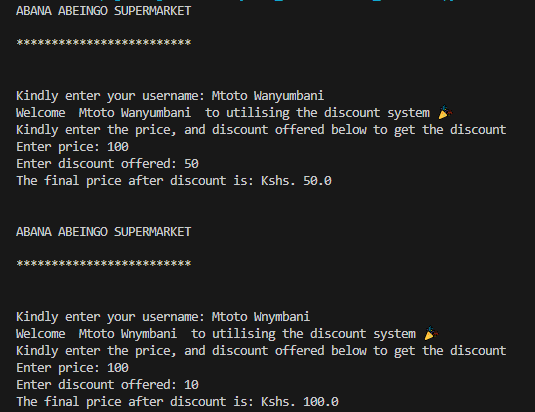 ABANA ABEINGO SUPERMARKET
*************************
Kindly enter your username: Mtoto Wanyumbani
Welcome  Mtoto Wanyumbani  to utilising the discount system 🎉
Kindly enter the price, and discount offered below to get the discount
Enter price: 100
Enter discount offered: 50
The final price after discount is: Kshs. 50.0
ABANA ABEINGO SUPERMARKET
*************************
Kindly enter your username: Mtoto Wnymbani
Welcome  Mtoto Wnymbani  to utilising the discount system 🎉
Kindly enter the price, and discount offered below to get the discount
Enter price: 100
Enter discount offered: 10
The final price after discount is: Kshs. 100.0